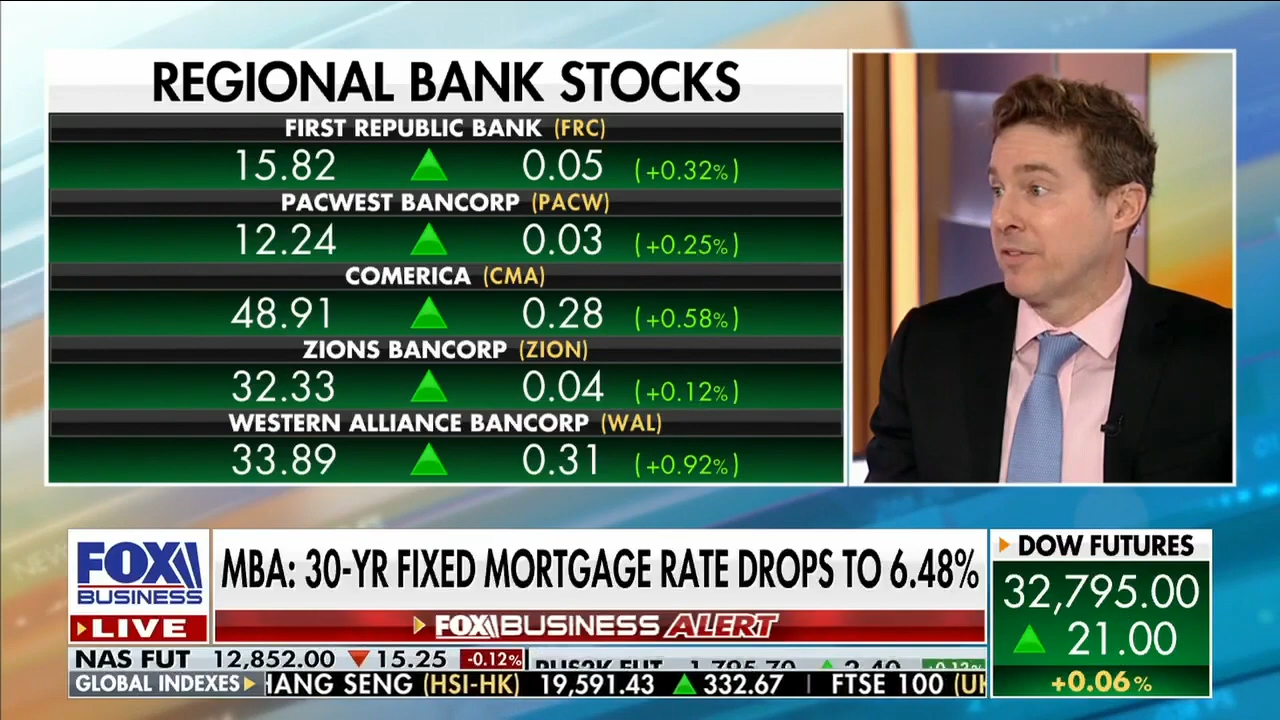 REGIONAL BANK STOCKS
FIRST REPUBLIC BANK (FRC)
15.82 ▲ 0.05 (+0.32%)
PACWEST BANCORP (PACW)
12.24 ▲ 0.03 (+0.25%)
COMERICA (CMA)
48.91 ▲ 0.28 (+0.58%)
ZIONS BANCORP (ZION)
32.33 ▲ 0.04 (+0.12%)
WESTERN ALLIANCE BANCORP (WAL)
33.89 ▲ 0.31 (+0.92%)
FOX BUSINESS
LIVE
MBA: 30-YR FIXED MORTGAGE RATE DROPS TO 6.48%
FOX BUSINESS ALERT
DOW FUTURES
32,795.00
▲ 21.00
+0.06%
NAS FUT 12,852.00 ▼ 15.25 -0.12%
GLOBAL INDEXES HANG SENG (HSI-HK) 19,591.43 ▲ 332.67 | FTSE 100